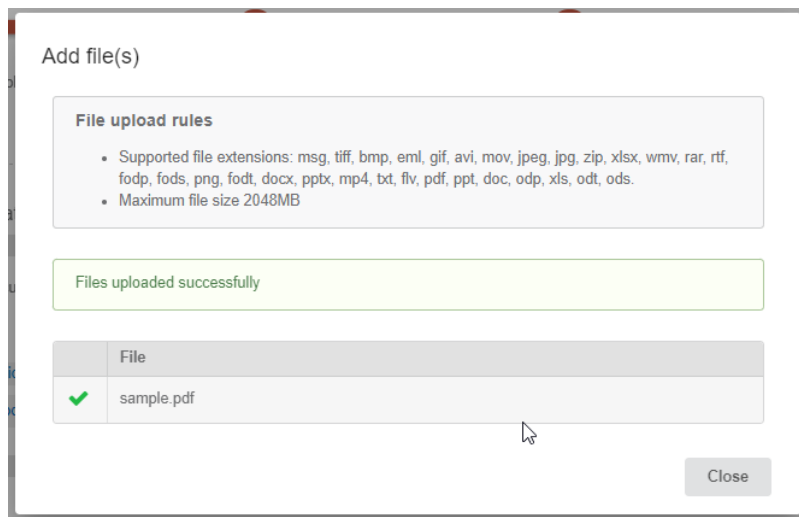 Add file(s)
File upload rules
• Supported file extensions: msg, tiff, bmp, eml, gif, avi, mov, jpeg, jpg, zip, xlsx, wmv, rar, rtf,
fodp, fods, png, fodt, docx, pptx, mp4, txt, flv, pdf, ppt, doc, odp, xls, odt, ods.
• Maximum file size 2048MB
Files uploaded successfully
File
sample.pdf
Close